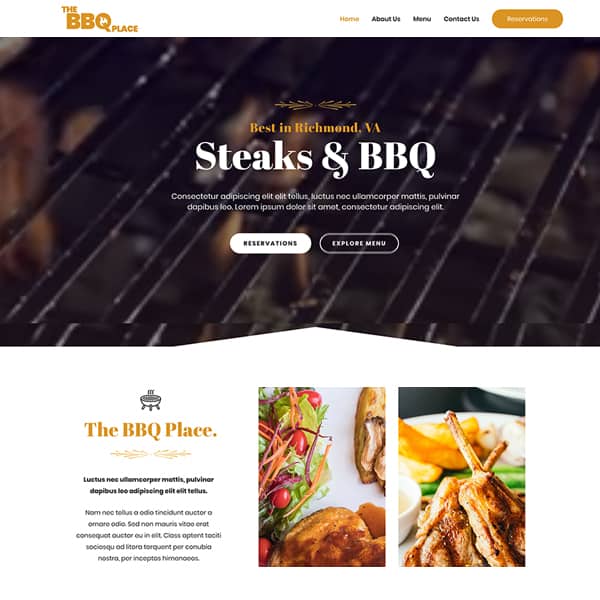 THE
BBQ
PLACE
Home About Us Menu Contact Us Reservations
Best in Richmond, VA
Steaks & BBQ
Consectetur adipiscing elit elit tellus, luctus nec ullamcorper mattis, pulvinar
dapibus leo. Lorem ipsum dolor sit amet, consectetur adipiscing elit.
RESERVATIONS EXPLORE MENU
The BBQ Place.
Luctus nec ullamcorper mattis, pulvinar
dapibus leo adipiscing elit elit tellus.
Nam nec tellus a odio tincidunt auctor a
ornare odio. Sed non mauris vitae erat
consequat auctor eu in elit. Class aptent taciti
sociosqu ad litora torquent per conubia
nostra, per inceptos himenaeos.